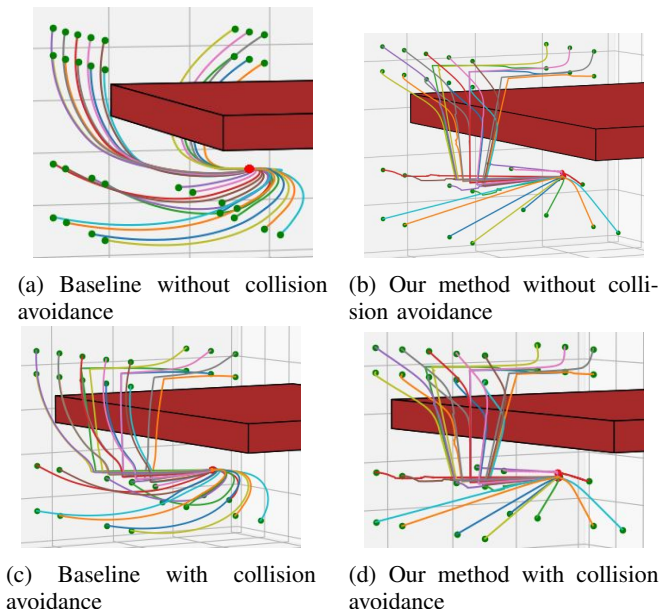 (a) Baseline without collision
avoidance
(b) Our method without colli-
sion avoidance
(c) Baseline with collision
avoidance
(d) Our method with collision
avoidance